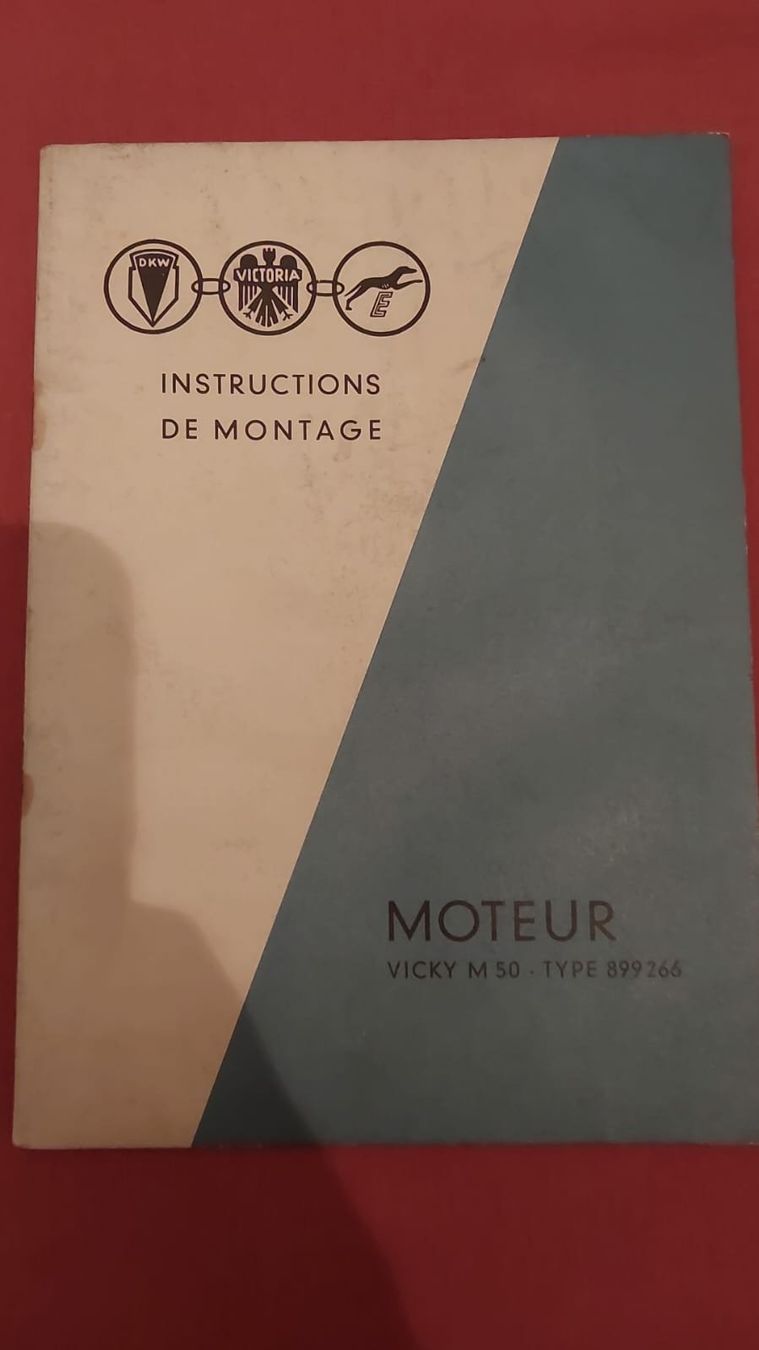 DKW
VICTORIA
E
INSTRUCTIONS
DE MONTAGE
MOTEUR
VICKY M 50 · TYPE 899266